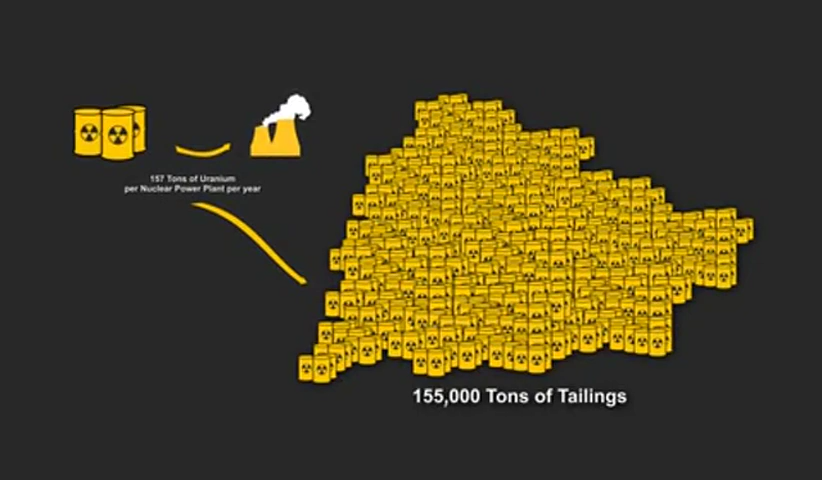 157 Tons of Uranium
per Nuclear Power Plant per year
155,000 Tons of Tailings